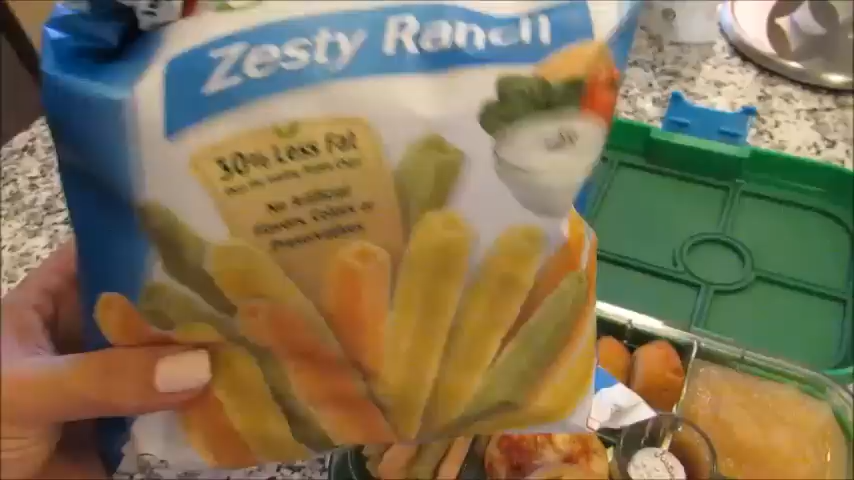 Zesty Ranch
30% Less Fat
No Artificial
Flavors, Colors or
Preservatives